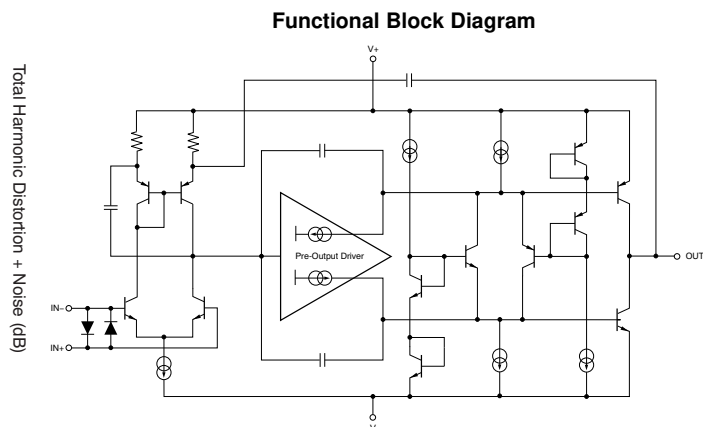 Functional Block Diagram
Total Harmonic Distortion + Noise (dB)
V+
Pre-Output Driver
OUT
IN–
IN+
V